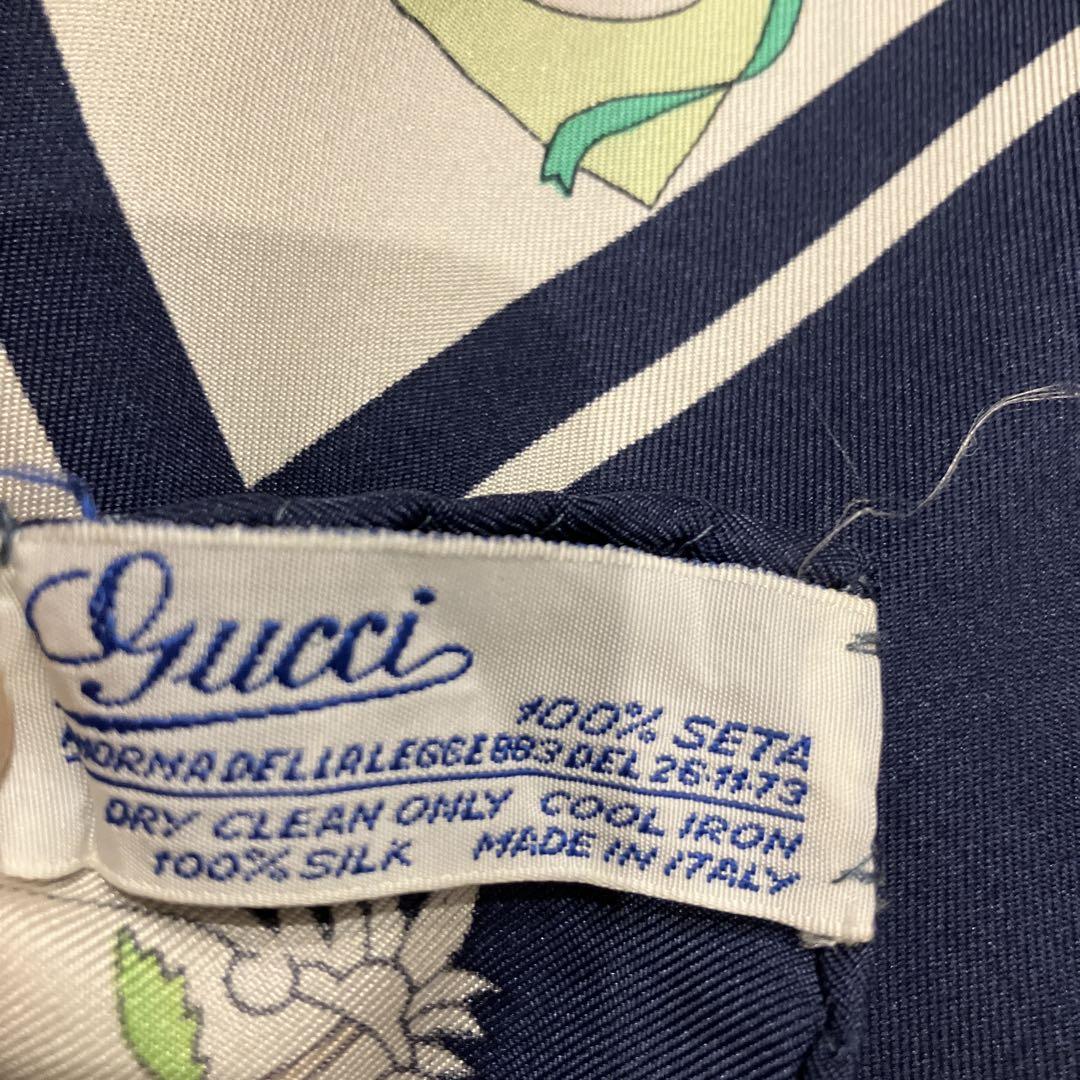 Gucci
100% SETA
NORMA DELLA LEGGE 883 DEL 26·11·73
DRY CLEAN ONLY COOL IRON
100% SILK MADE IN ITALY